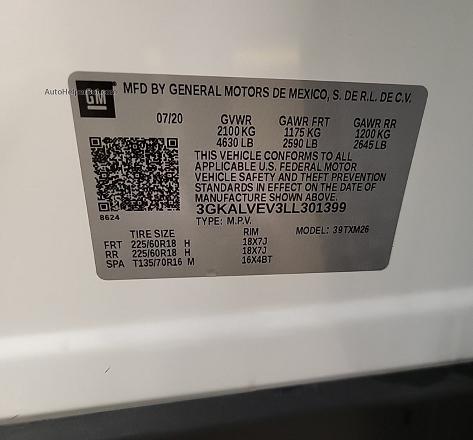 AutoHelperBot.com
GM
MFD BY GENERAL MOTORS DE MEXICO, S. DE R.L. DE C.V.
07/20 GVWR GAWR FRT GAWR RR
2100 KG 1175 KG 1200 KG
4630 LB 2590 LB 2645 LB
THIS VEHICLE CONFORMS TO ALL
APPLICABLE U.S. FEDERAL MOTOR
VEHICLE SAFETY AND THEFT
PREVENTION STANDARDS IN EFFECT
ON THE DATE OF MANUFACTURE
SHOWN ABOVE.
3GKALVEV3LL301399
8624
TYPE: M.P.V. MODEL: 39TXM26
TIRE SIZE RIM
FRT 225/60R18 H 18X7J
RR 225/60R18 H 18X7J
SPA T135/70R16 M 16X4BT